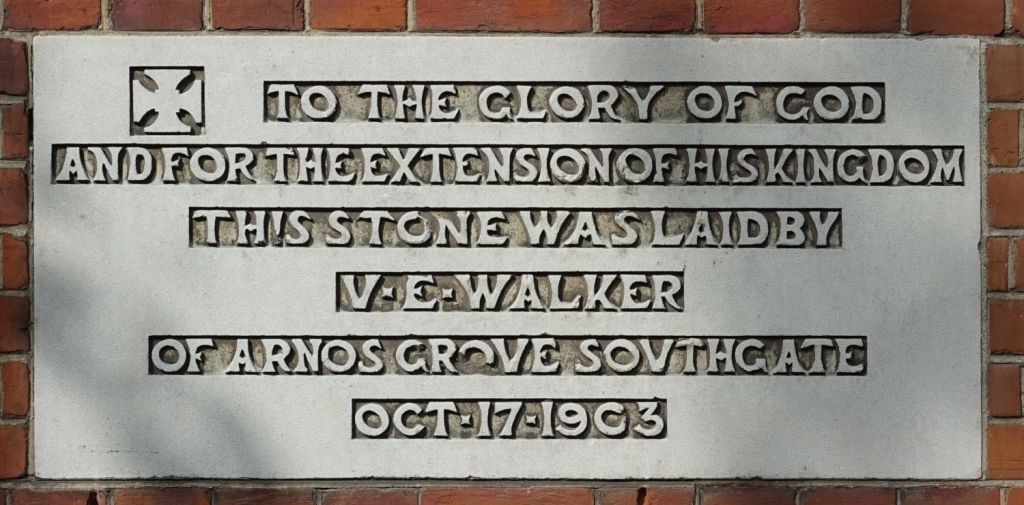 TO THE GLORY OF GOD
AND FOR THE EXTENSION OF HIS KINGDOM
THIS STONE WAS LAID BY
V·E·WALKER
OF ARNOS GROVE SOVTHGATE
OCT·17·1903